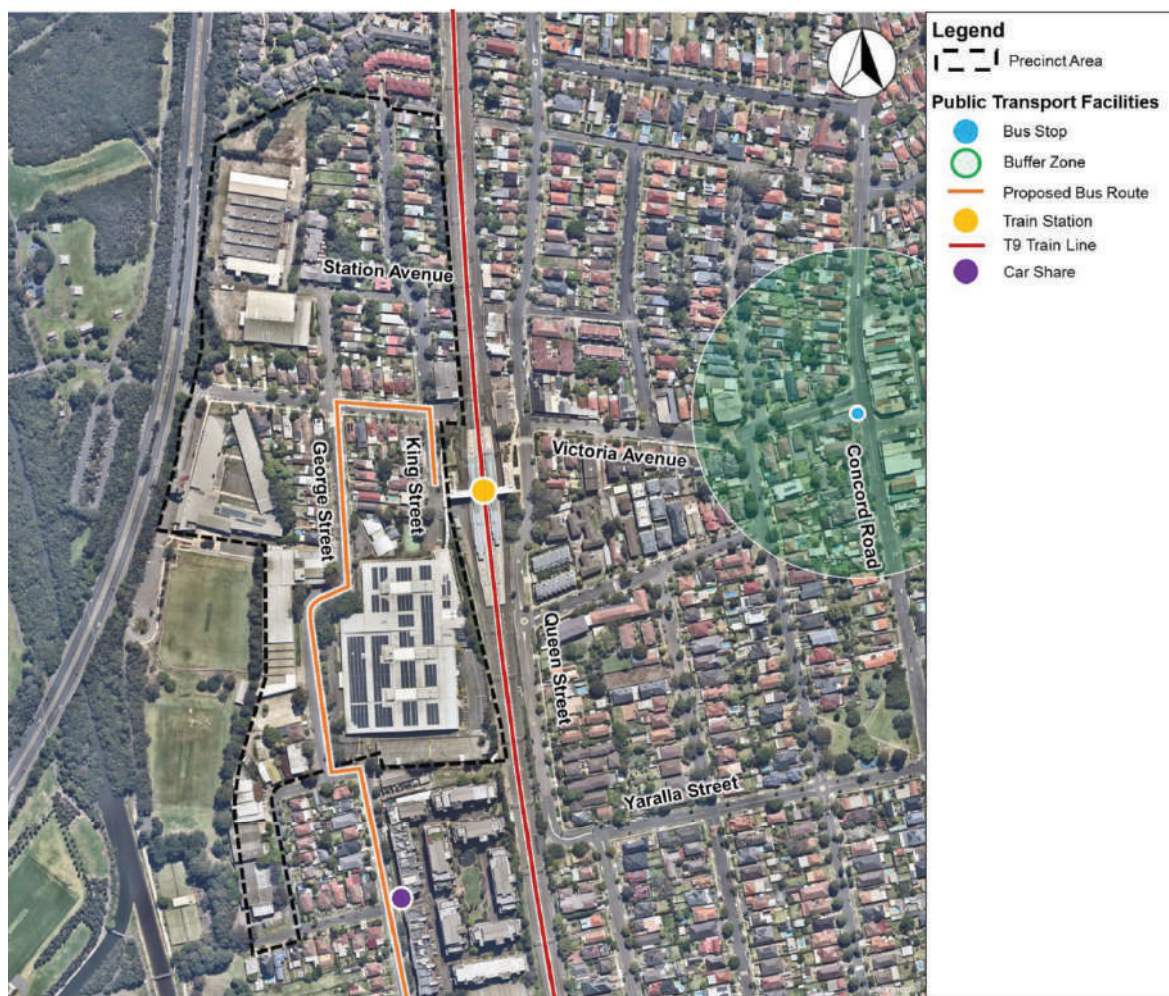 Legend
Precinct Area
Public Transport Facilities
Bus Stop
Buffer Zone
Proposed Bus Route
Train Station
T9 Train Line
Car Share
Station Avenue
George Street
King Street
Victoria Avenue
Concord Road
Queen Street
Yaralla Street